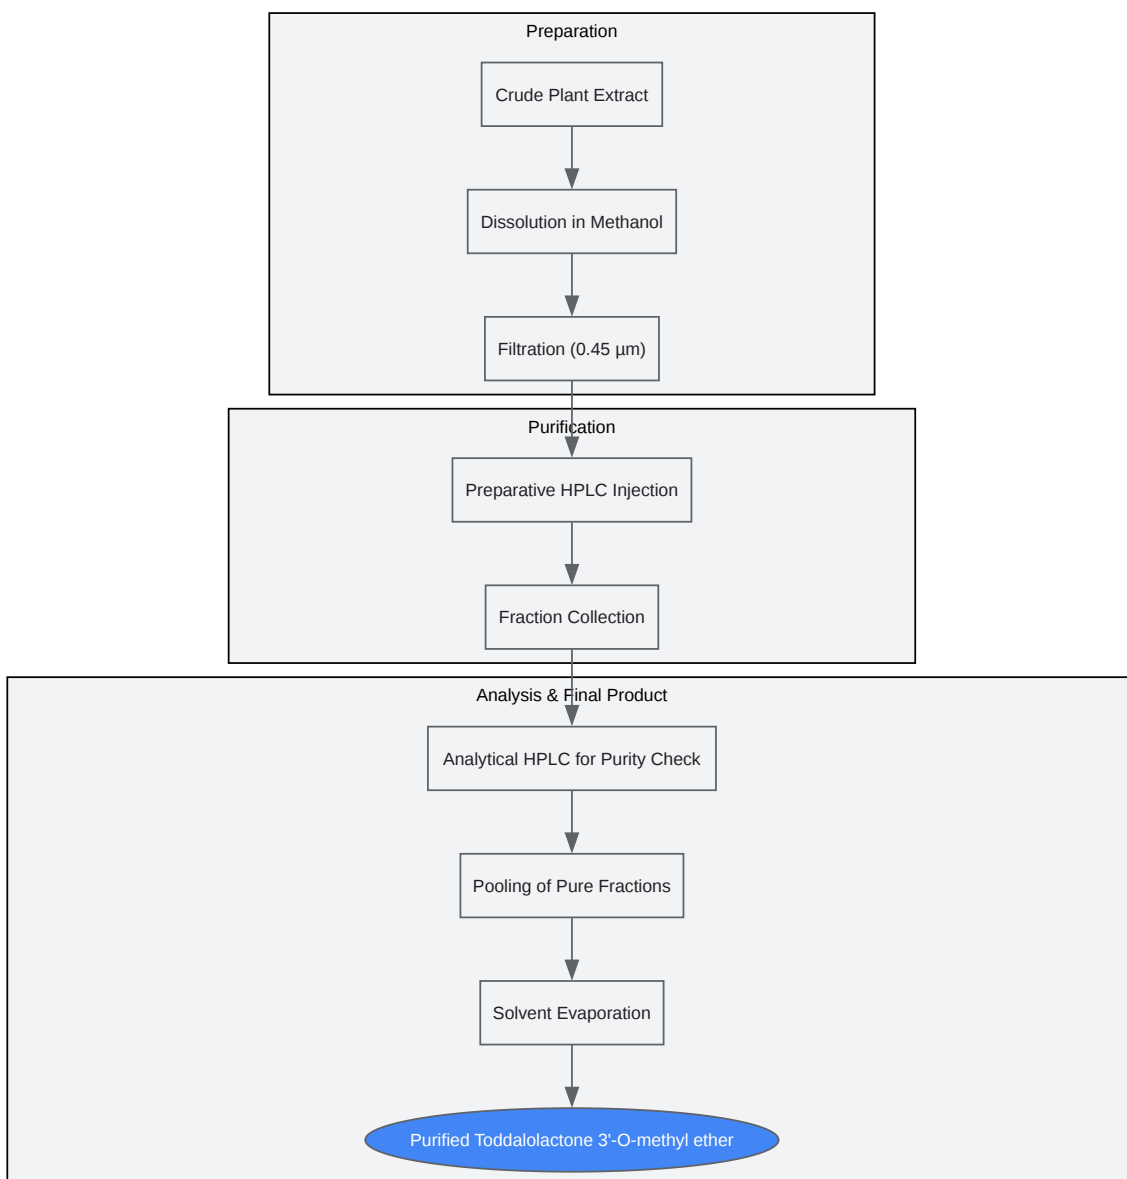 Preparation
Crude Plant Extract
Dissolution in Methanol
Filtration (0.45 µm)
Purification
Preparative HPLC Injection
Fraction Collection
Analysis & Final Product
Analytical HPLC for Purity Check
Pooling of Pure Fractions
Solvent Evaporation
Purified Toddalolactone 3'-O-methyl ether